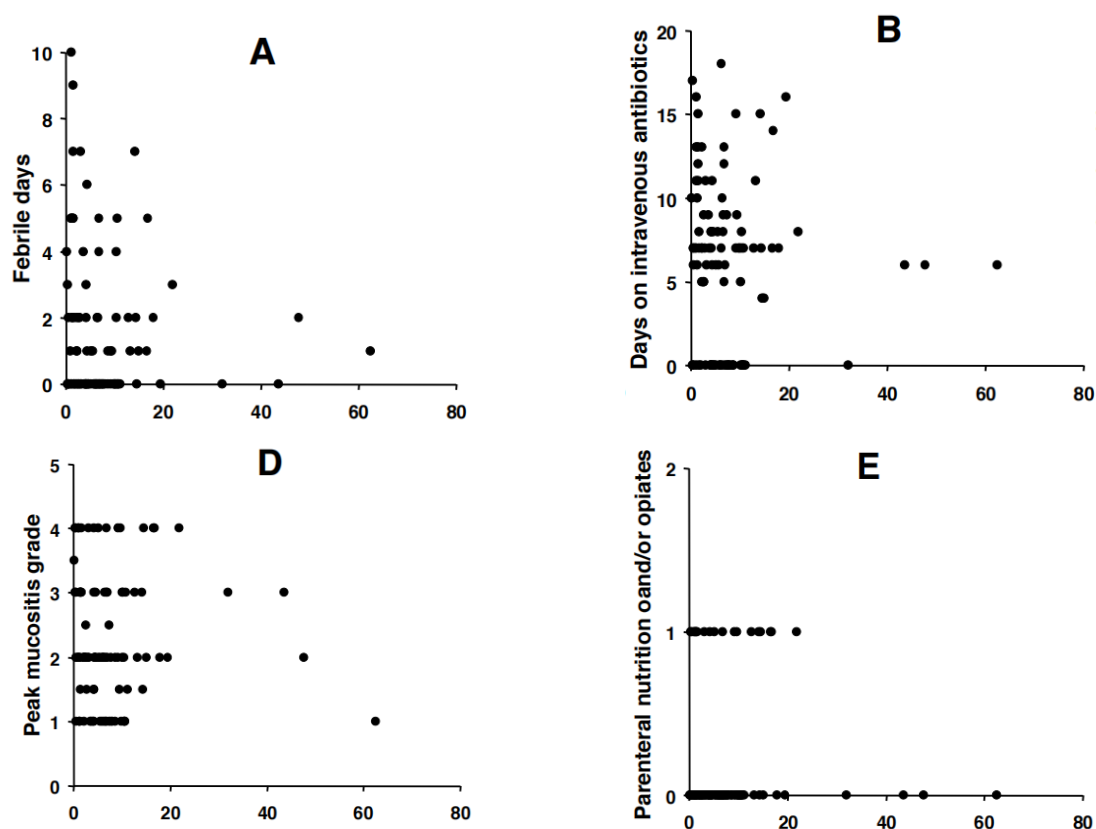 A
Febrile days
10
8
6
4
2
0
0 20 40 60 80
B
Days on intravenous antibiotics
20
15
10
5
0
0 20 40 60 80
D
Peak mucositis grade
5
4
3
2
1
0
0 20 40 60 80
E
Parenteral nutrition oand/or opiates
2
1
0
0 20 40 60 80